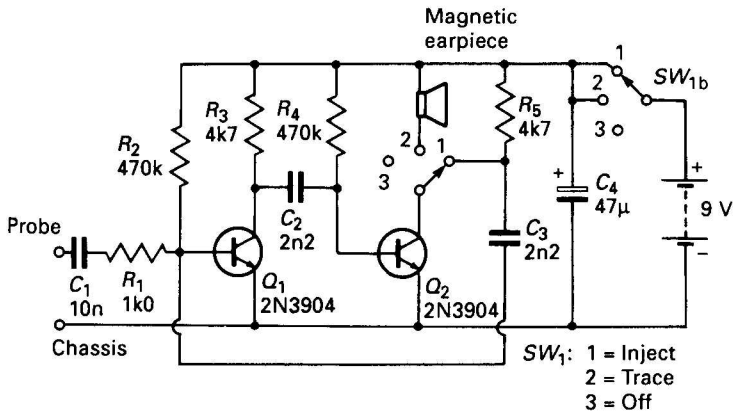 Magnetic
earpiece
1
2
3
SW1b
R2
470k
R3
4k7
R4
470k
2
1
3
R5
4k7
+
C4
47µ
+
9 V
−
Probe
C1
10n
R1
1k0
C2
2n2
Q1
2N3904
Q2
2N3904
C3
2n2
Chassis
SW1: 1 = Inject
2 = Trace
3 = Off